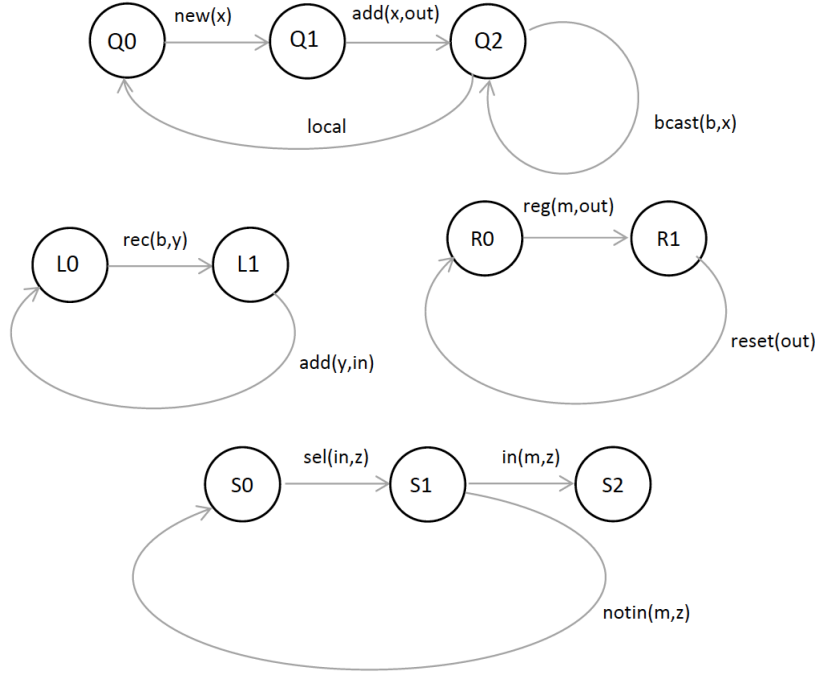 new(x)
add(x,out)
Q0
Q1
Q2
local
bcast(b,x)
rec(b,y)
L0
L1
add(y,in)
reg(m,out)
R0
R1
reset(out)
sel(in,z)
in(m,z)
S0
S1
S2
notin(m,z)